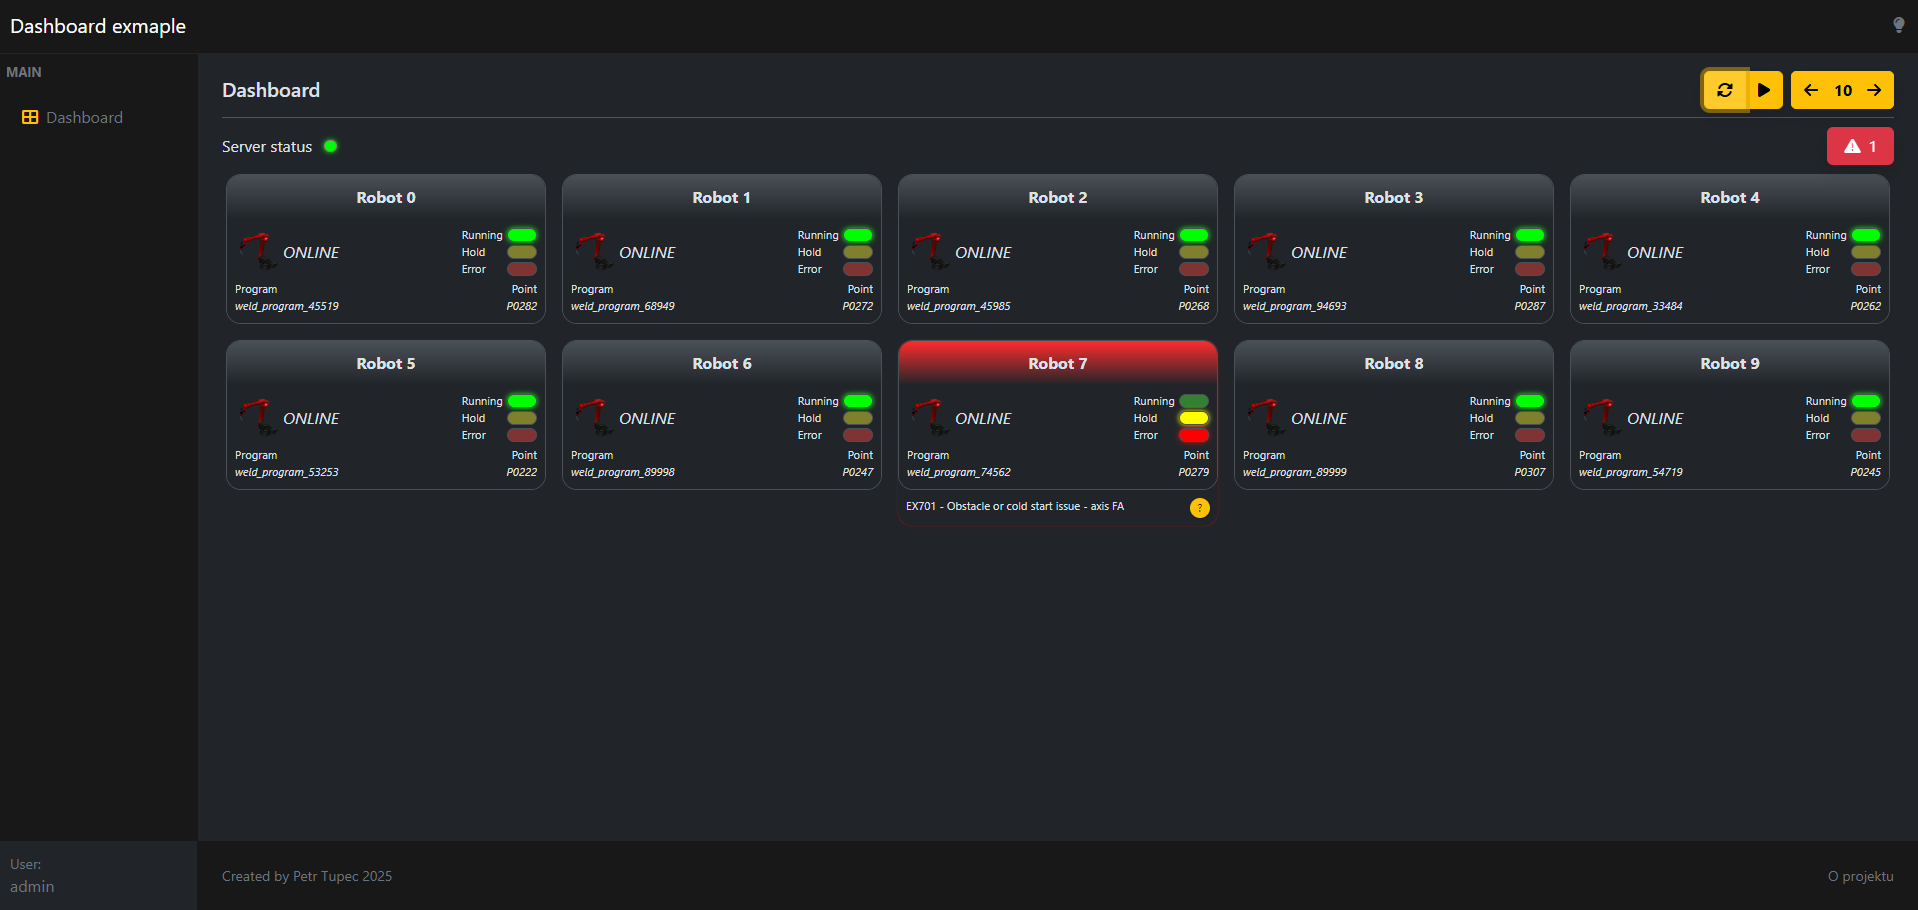 Dashboard exmaple
MAIN
Dashboard
Dashboard
10
Server status
1
Robot 0
ONLINE
Running
Hold
Error
Program Point
weld_program_45519 P0282
Robot 1
ONLINE
Running
Hold
Error
Program Point
weld_program_68949 P0272
Robot 2
ONLINE
Running
Hold
Error
Program Point
weld_program_45985 P0268
Robot 3
ONLINE
Running
Hold
Error
Program Point
weld_program_94693 P0287
Robot 4
ONLINE
Running
Hold
Error
Program Point
weld_program_33484 P0262
Robot 5
ONLINE
Running
Hold
Error
Program Point
weld_program_53253 P0222
Robot 6
ONLINE
Running
Hold
Error
Program Point
weld_program_89998 P0247
Robot 7
ONLINE
Running
Hold
Error
Program Point
weld_program_74562 P0279
EX701 - Obstacle or cold start issue - axis FA ?
Robot 8
ONLINE
Running
Hold
Error
Program Point
weld_program_89999 P0307
Robot 9
ONLINE
Running
Hold
Error
Program Point
weld_program_54719 P0245
User:
admin
Created by Petr Tupec 2025
O projektu